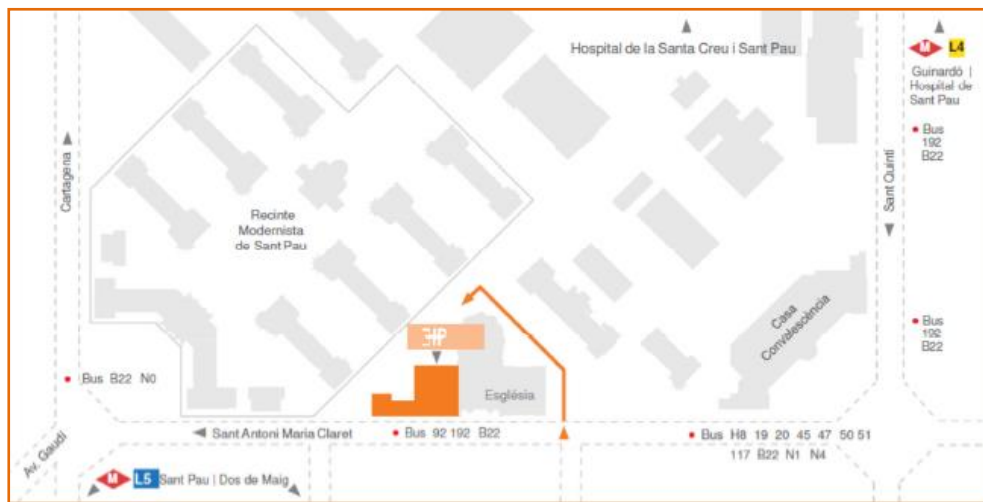 Hospital de la Santa Creu i Sant Pau
M L4
Guinardó |
Hospital de
Sant Pau
Bus
192
B22
Cartagena
Sant Quintí
Recinte
Modernista
de Sant Pau
Casa
Convalescència
Bus
192
B22
Bus B22 N0
Església
Sant Antoni Maria Claret
Bus 92 192 B22
Bus H8 19 20 45 47 50 51
117 B22 N1 N4
Av. Gaudí
M L5 Sant Pau | Dos de Maig